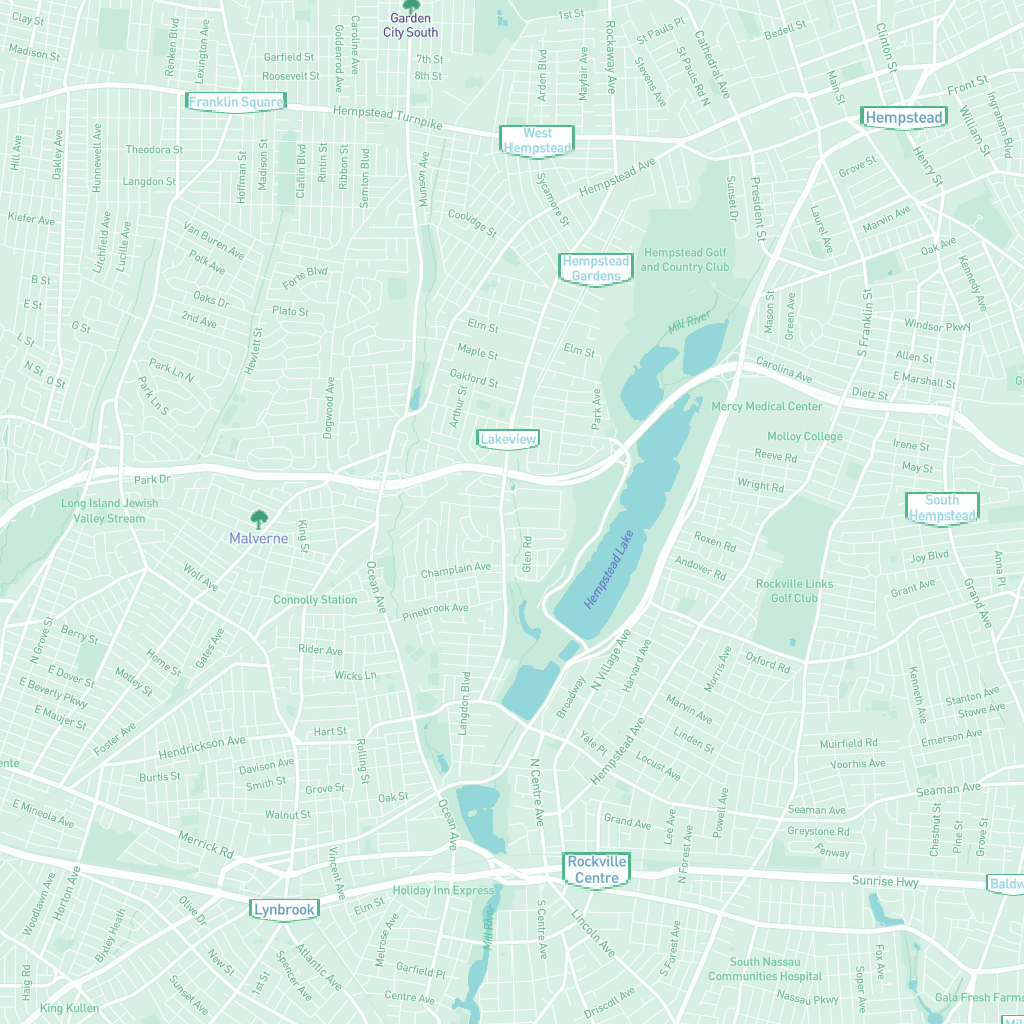 Garden
City South
1st St
St Pauls Pl
Cathedral Ave
Bedell St
Clinton St
Clay St
Madison St
Renken Blvd
Lexington Ave
Garfield St
Roosevelt St
Goldenrod Ave
Caroline Ave
7th St
8th St
Arden Blvd
Mayfair Ave
Rockaway Ave
Stevens Ave
St Pauls Rd N
Main St
Front St
Ingraham Blvd
William St
Franklin Square
Hempstead Turnpike
West
Hempstead
Hempstead
Hill Ave
Oakley Ave
Hunnewell Ave
Theodora St
Langdon St
Hoffman St
Madison St
Claflin Blvd
Rintin St
Ribbon St
Semton Blvd
Munson Ave
Sycamore St
Hempstead Ave
Sunset Dr
President St
Grove St
Henry St
Kiefer Ave
Litchfield Ave
Lucille Ave
Van Buren Ave
Polk Ave
Coolidge St
Laurel Ave
Marvin Ave
Oak Ave
Kennedy Ave
Hempstead Golf
and Country Club
Hempstead
Gardens
B St
E St
G St
L St
N St
O St
Forte Blvd
Oaks Dr
2nd Ave
Plato St
Hewlett St
Elm St
Maple St
Oakford St
Elm St
Arthur St
Park Ave
Mill River
Mason St
Green Ave
S Franklin St
Windsor Pkwy
Allen St
E Marshall St
Carolina Ave
Dietz St
Park Ln N
Park Ln S
Dogwood Ave
Mercy Medical Center
Molloy College
Lakeview
Irene St
May St
Reeve Rd
Wright Rd
Park Dr
Long Island Jewish
Valley Stream
Malverne
King St
South
Hempstead
Glen Rd
Hempstead Lake
Roxen Rd
Andover Rd
Joy Blvd
Anna Pl
Grant Ave
Grand Ave
Wolf Ave
Connolly Station
Ocean Ave
Champlain Ave
Pinebrook Ave
Rockville Links
Golf Club
N Grove St
Berry St
Home St
Gates Ave
Rider Ave
Wicks Ln
E Dover St
E Beverly Pkwy
E Maujer St
Motley St
Foster Ave
Langdon Blvd
Broadway
N Village Ave
Harvard Ave
Morris Ave
Oxford Rd
Kenneth Ave
Stanton Ave
Stowe Ave
Emerson Ave
Marvin Ave
Linden St
Hendrickson Ave
Hart St
Rolling St
Yale Pl
Hempstead Ave
Locust Ave
Muirfield Rd
Voorhis Ave
Davison Ave
Burtis St
Smith St
Grove St
Oak St
Walnut St
Ocean Ave
N Centre Ave
Seaman Ave
Seaman Ave
Greystone Rd
Fenway
E Mineola Ave
Merrick Rd
Grand Ave
Lee Ave
Powell Ave
N Forest Ave
Chestnut St
Pine St
Grove St
Vincent Ave
Rockville
Centre
Holiday Inn Express
Sunrise Hwy
Woodlawn Ave
Horton Ave
Lynbrook
Elm St
Olive Dr
Bixley Heath
New St
1st St
Spencer Ave
Atlantic Ave
Melrose Ave
Mill River
S Centre Ave
Lincoln Ave
S Forest Ave
South Nassau
Communities Hospital
Fox Ave
Soper Ave
Haig Rd
King Kullen
Sunset Ave
Garfield Pl
Centre Ave
Driscoll Ave
Nassau Pkwy
Gala Fresh Farms